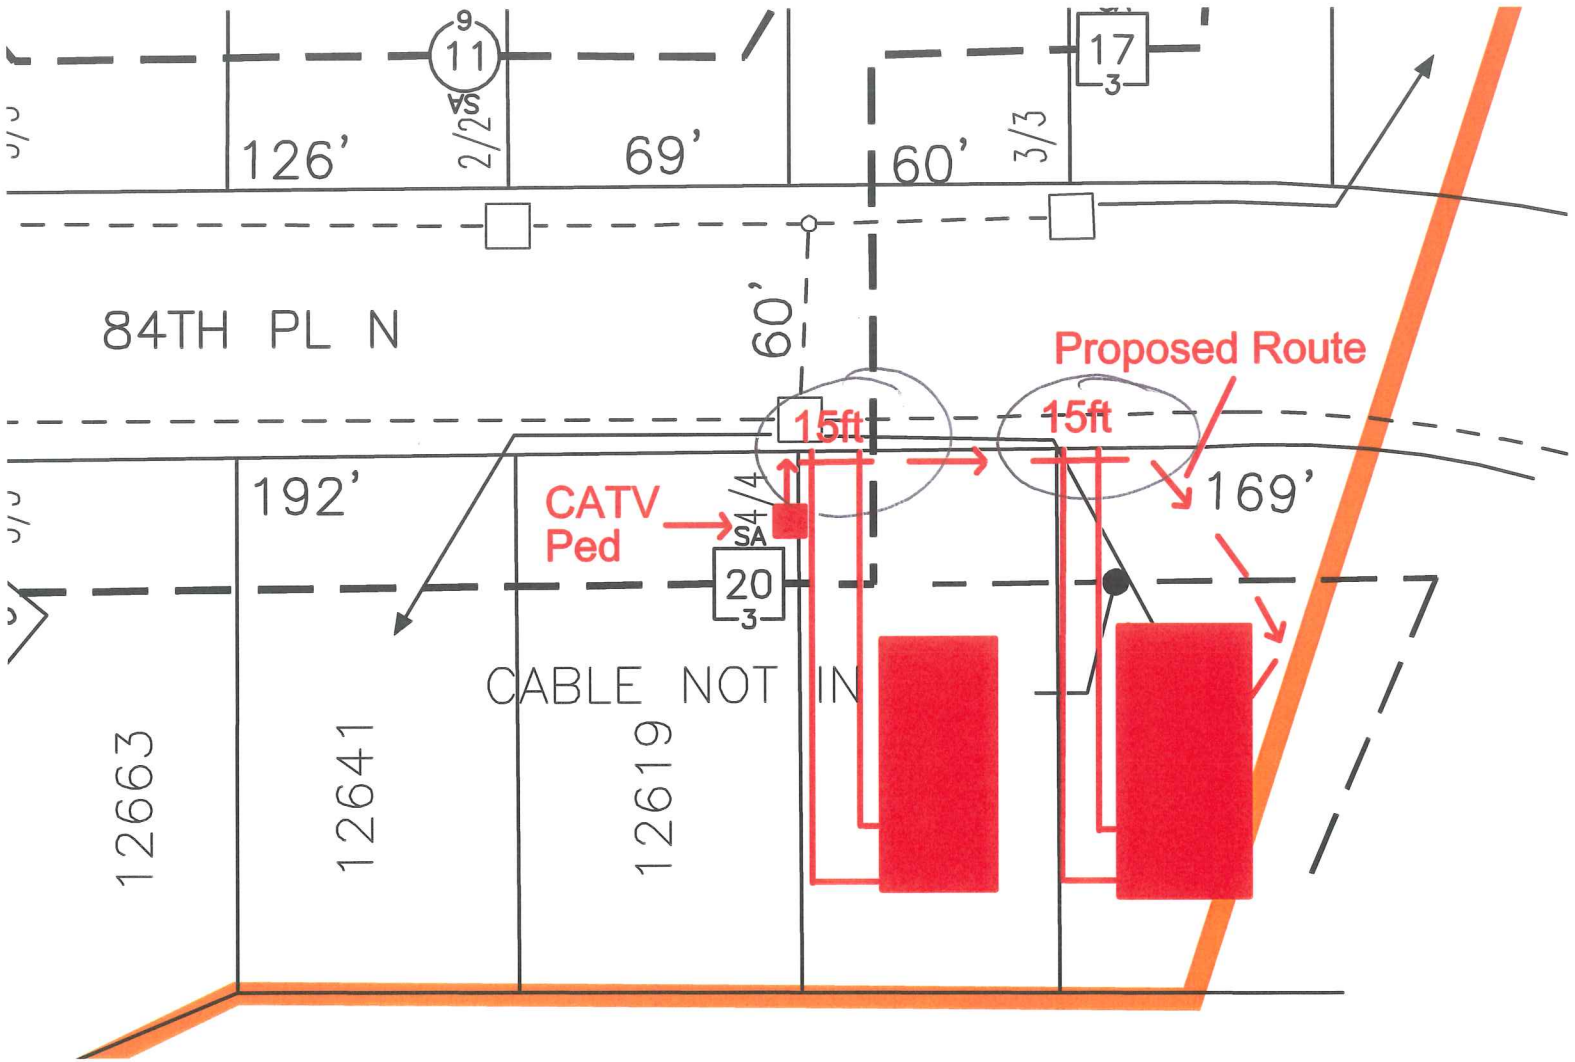 9
11
SA
17
3
126'
2/2
69'
60'
3/3
84TH PL N
60'
Proposed Route
15ft
15ft
192'
CATV
Ped
4/4
SA
20
3
169'
CABLE NOT IN
12663
12641
12619